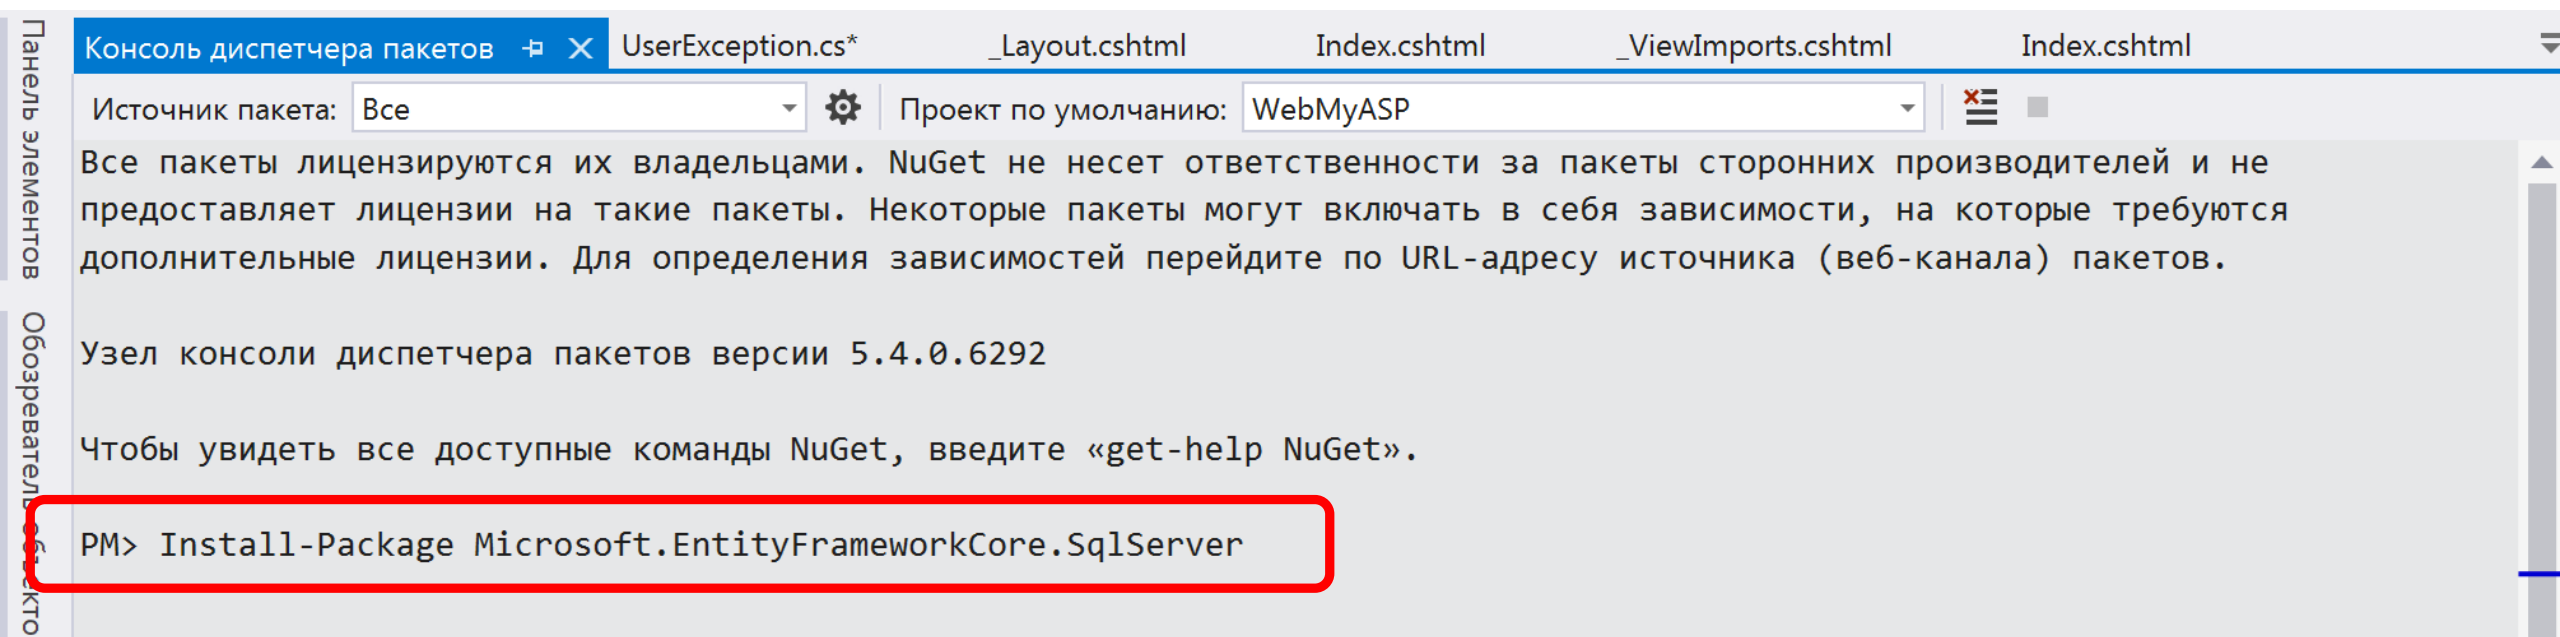 Панель элементов
Обозреватель объекто
Консоль диспетчера пакетов
UserException.cs*
_Layout.cshtml
Index.cshtml
_ViewImports.cshtml
Index.cshtml
Источник пакета: Все
Проект по умолчанию: WebMyASP
Все пакеты лицензируются их владельцами. NuGet не несет ответственности за пакеты сторонних производителей и не
предоставляет лицензии на такие пакеты. Некоторые пакеты могут включать в себя зависимости, на которые требуются
дополнительные лицензии. Для определения зависимостей перейдите по URL-адресу источника (веб-канала) пакетов.
Узел консоли диспетчера пакетов версии 5.4.0.6292
Чтобы увидеть все доступные команды NuGet, введите «get-help NuGet».
PM> Install-Package Microsoft.EntityFrameworkCore.SqlServer